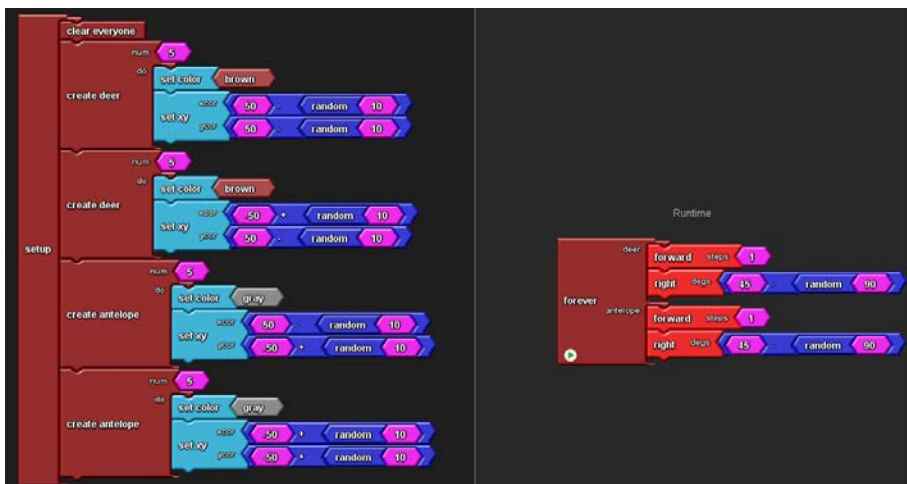 clear everyone
num 5
do
set color brown
create deer
xcor 50 - random 10
set xy
ycor 50 - random 10
num 5
do
set color brown
create deer
xcor -50 + random 10
set xy
ycor 50 - random 10
setup
num 5
do
set color gray
create antelope
xcor 50 - random 10
set xy
ycor -50 + random 10
num 5
do
set color gray
create antelope
xcor -50 + random 10
set xy
ycor -50 + random 10
Runtime
deer
forward steps 1
right degs 45 - random 90
forever
antelope
forward steps 1
right degs 45 - random 90